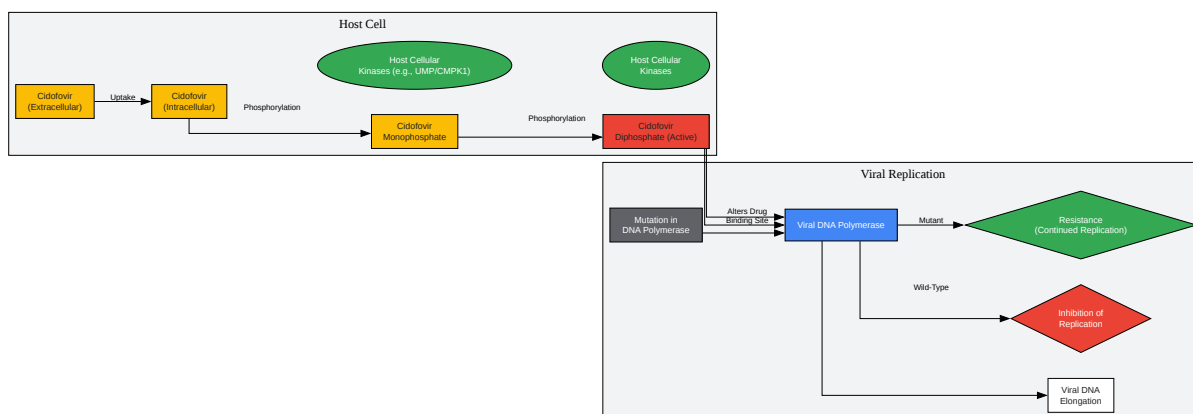 Host Cell
Host Cellular
Kinases (e.g., UMP/CMPK1)
Host Cellular
Kinases
Cidofovir
(Extracellular)
Uptake
Cidofovir
(Intracellular)
Phosphorylation
Cidofovir
Monophosphate
Phosphorylation
Cidofovir
Diphosphate (Active)
Viral Replication
Mutation in
DNA Polymerase
Alters Drug
Binding Site
Viral DNA Polymerase
Mutant
Resistance
(Continued Replication)
Wild-Type
Inhibition of
Replication
Viral DNA
Elongation